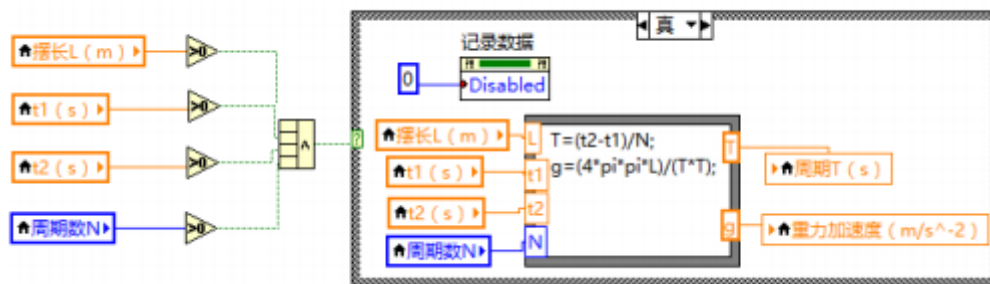 真
记录数据
摆长L（m）
>0
0
Disabled
t1（s）
>0
∧
?
摆长L（m）
L
T=(t2-t1)/N;
T
t1（s）
t1
g=(4*pi*pi*L)/(T*T);
周期T（s）
t2（s）
>0
t2（s）
t2
周期数N
>0
周期数N
N
g
重力加速度（m/s^-2）